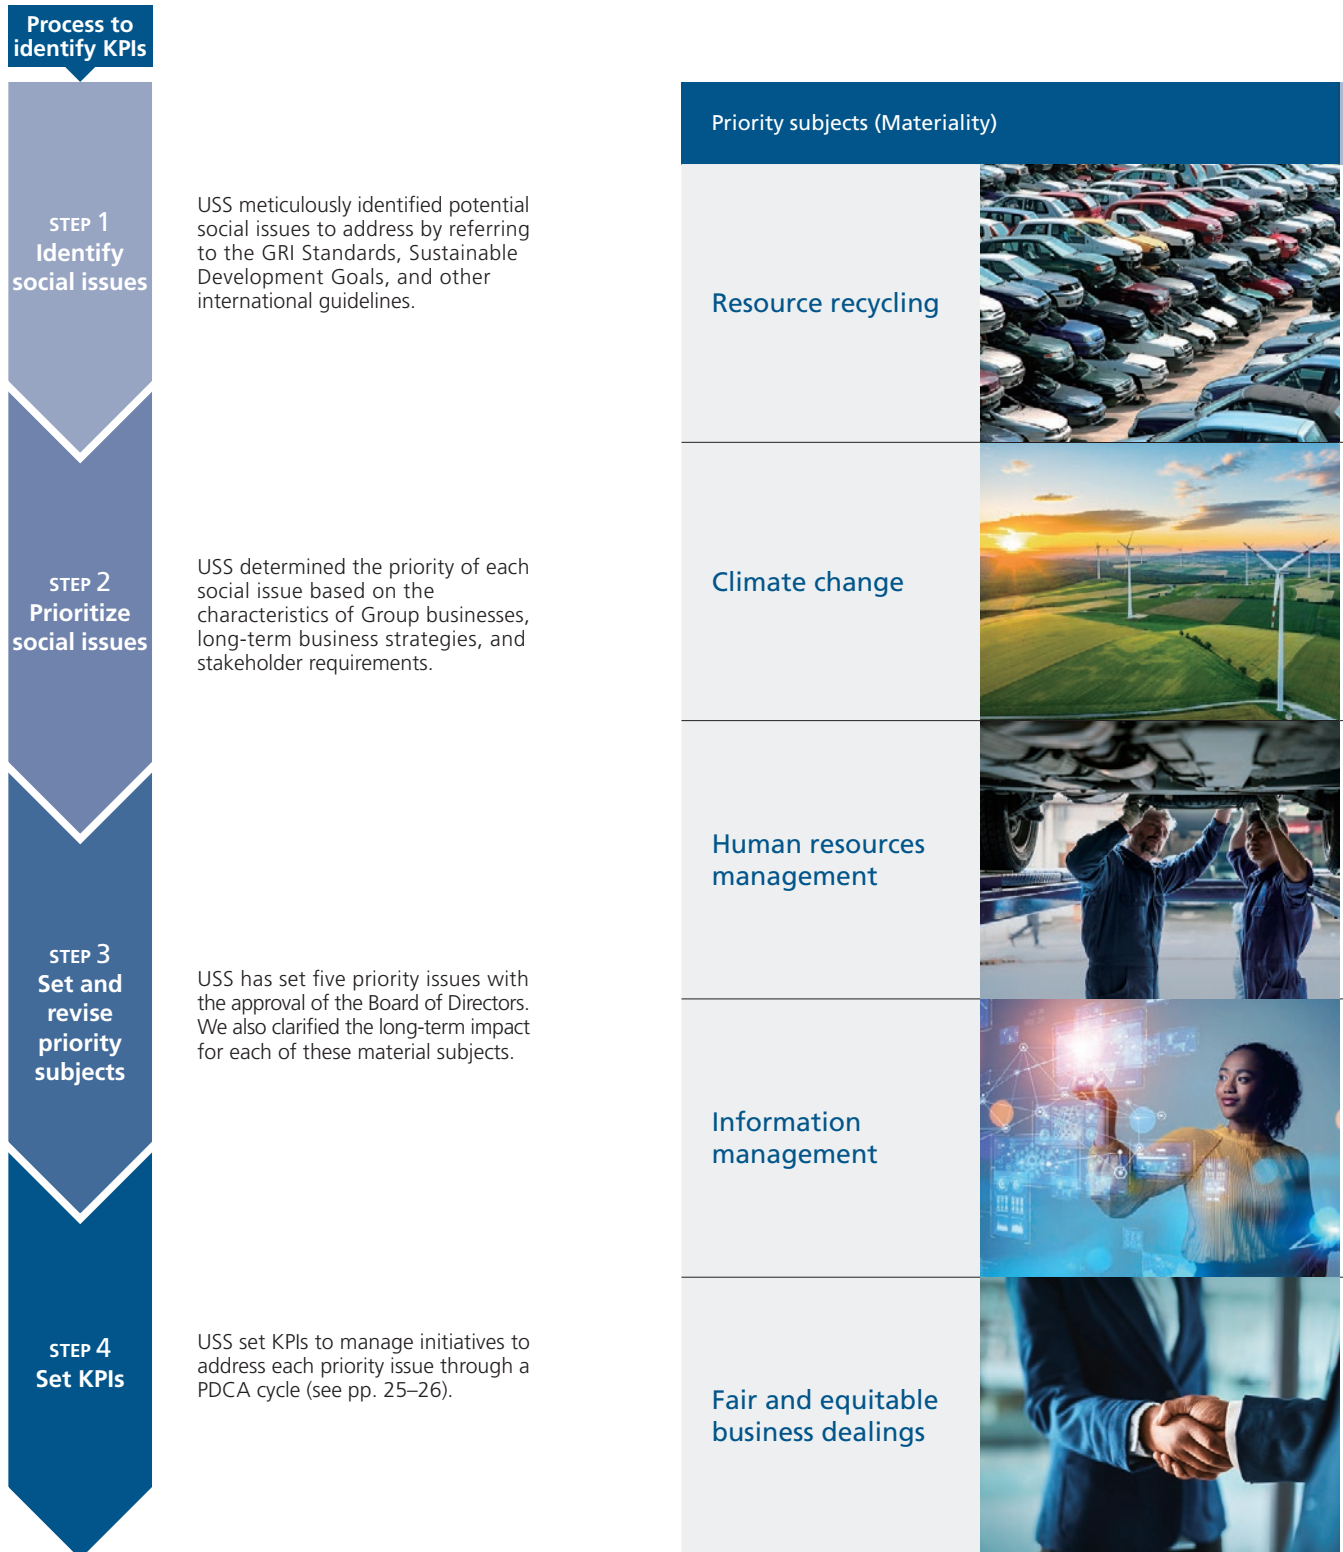 Process to
identify KPIs
STEP 1
Identify
social issues
USS meticulously identified potential
social issues to address by referring
to the GRI Standards, Sustainable
Development Goals, and other
international guidelines.
STEP 2
Prioritize
social issues
USS determined the priority of each
social issue based on the
characteristics of Group businesses,
long-term business strategies, and
stakeholder requirements.
STEP 3
Set and
revise
priority
subjects
USS has set five priority issues with
the approval of the Board of Directors.
We also clarified the long-term impact
for each of these material subjects.
STEP 4
Set KPIs
USS set KPIs to manage initiatives to
address each priority issue through a
PDCA cycle (see pp. 25–26).
Priority subjects (Materiality)
Resource recycling
Climate change
Human resources
management
Information
management
Fair and equitable
business dealings